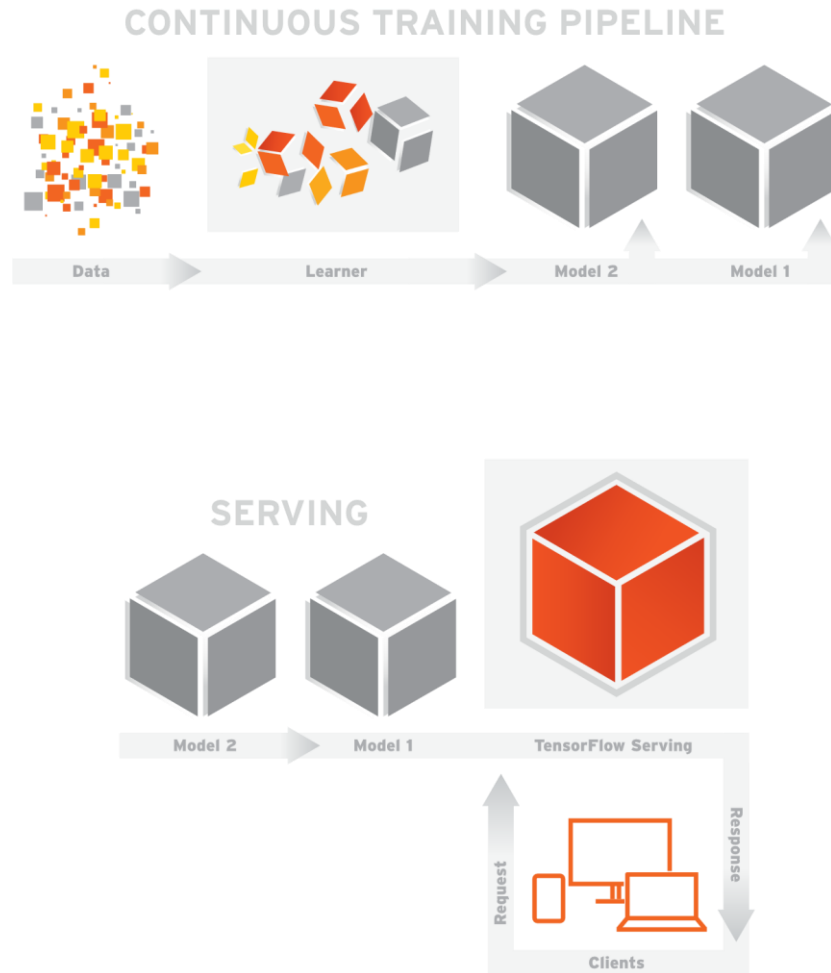 CONTINUOUS TRAINING PIPELINE
Data
Learner
Model 2
Model 1
SERVING
Model 2
Model 1
TensorFlow Serving
Request
Response
Clients